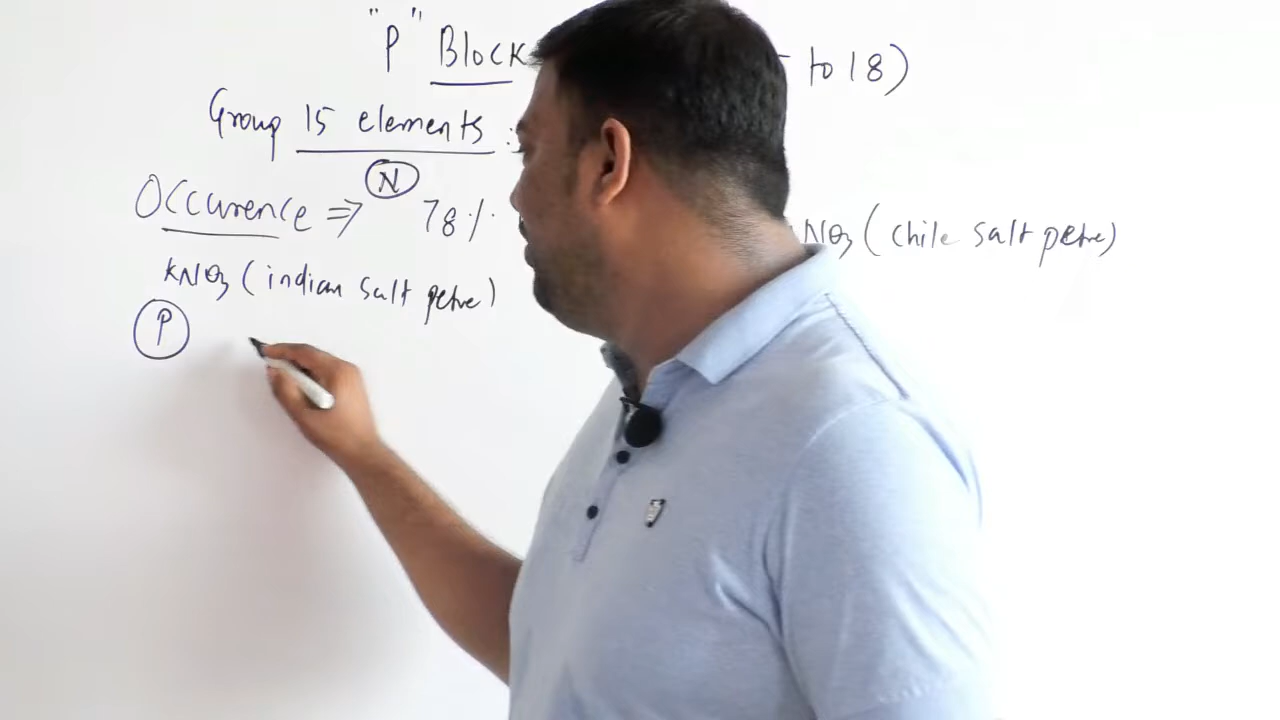 "P" Block to 18)
Group 15 elements :
Occurence ⇒ N 78% NO3 (chile salt petre)
KNO3 (indian salt petre)
P